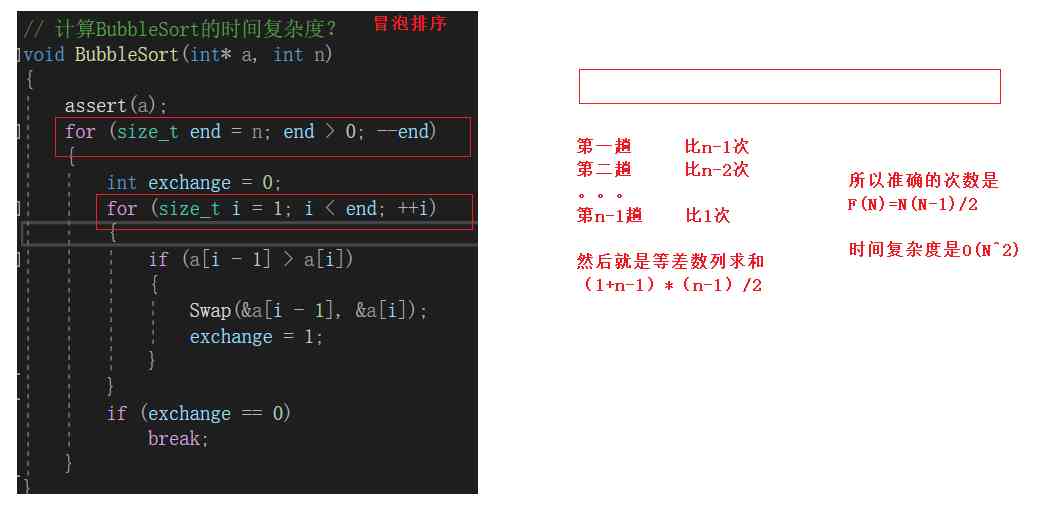 // 计算BubbleSort的时间复杂度？
冒泡排序
void BubbleSort(int* a, int n)
{
assert(a);
for (size_t end = n; end > 0; --end)
{
int exchange = 0;
for (size_t i = 1; i < end; ++i)
{
if (a[i - 1] > a[i])
{
Swap(&a[i - 1], &a[i]);
exchange = 1;
}
}
if (exchange == 0)
break;
}
}
第一趟 比n-1次
第二趟 比n-2次
。。。
第n-1趟 比1次
然后就是等差数列求和
（1+n-1）*（n-1）/2
所以准确的次数是
F(N)=N(N-1)/2
时间复杂度是O(N^2)